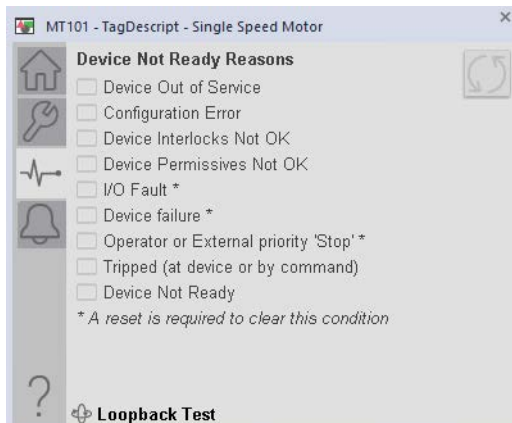 MT101 - TagDescript - Single Speed Motor
Device Not Ready Reasons
Device Out of Service
Configuration Error
Device Interlocks Not OK
Device Permissives Not OK
I/O Fault *
Device failure *
Operator or External priority 'Stop' *
Tripped (at device or by command)
Device Not Ready
* A reset is required to clear this condition
?
Loopback Test